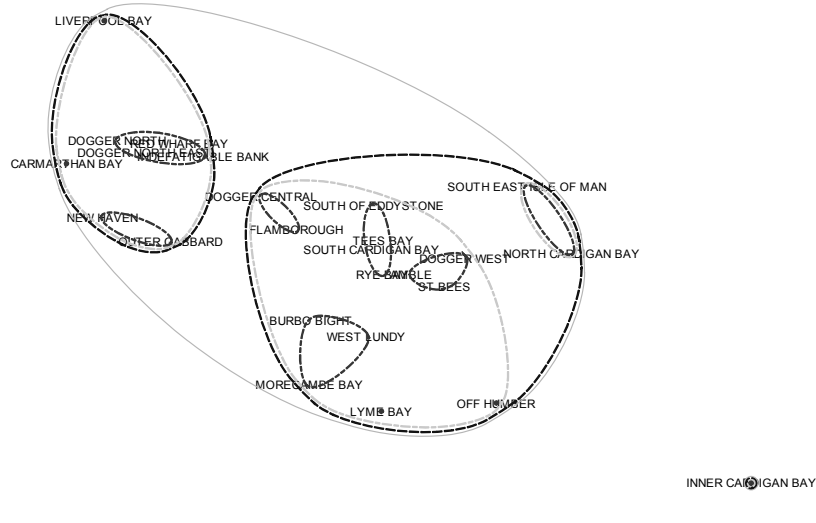 LIVERPOOL BAY
DOGGER NORTH
RED WHARF BAY
DOGGER NORTH EAST
INDEFATIGABLE BANK
CARMARTHAN BAY
SOUTH EAST ISLE OF MAN
DOGGER CENTRAL
SOUTH OF EDDYSTONE
NEW HAVEN
FLAMBOROUGH
OUTER GABBARD
TEES BAY
SOUTH CARDIGAN BAY
NORTH CARDIGAN BAY
DOGGER WEST
RYE BAY
AMBLE
ST BEES
BURBO BIGHT
WEST LUNDY
MORECAMBE BAY
OFF HUMBER
LYME BAY
INNER CARDIGAN BAY